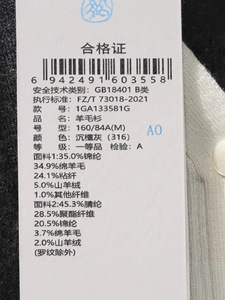 合格证
6 942491 603558
安全技术类别: GB18401 B类
执行标准: FZ/T 73018-2021
款号: 1GA133581G
品名: 羊毛衫
号型: 160/84A(M)
颜色: 沉檀灰 (316)
等级: 一等品 检验: A
AO
面料1:35.0%锦纶
34.9%绵羊毛
24.1%粘纤
5.0%山羊绒
1.0%其他纤维
面料2:45.3%腈纶
28.5%聚酯纤维
20.5%锦纶
3.7%绵羊毛
2.0%山羊绒
(罗纹除外)